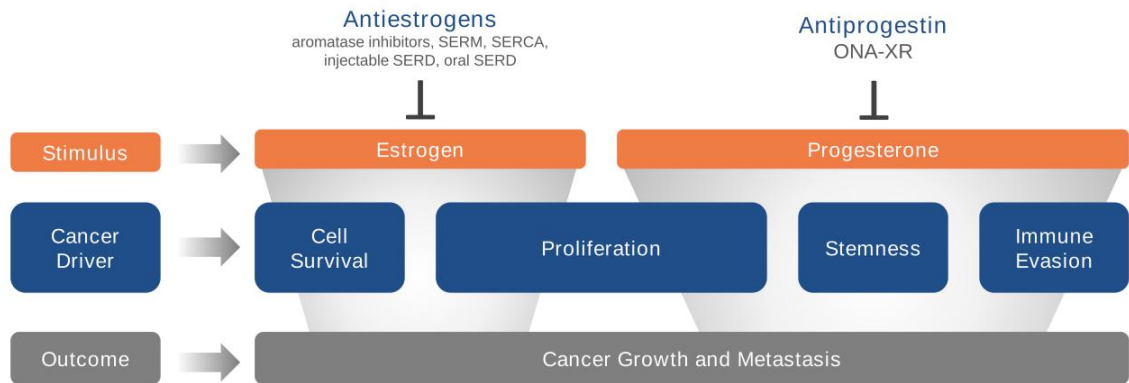 Antiestrogens
aromatase inhibitors, SERM, SERCA,
injectable SERD, oral SERD
Antiprogestin
ONA-XR
Stimulus
Estrogen
Progesterone
Cancer
Driver
Cell
Survival
Proliferation
Stemness
Immune
Evasion
Outcome
Cancer Growth and Metastasis